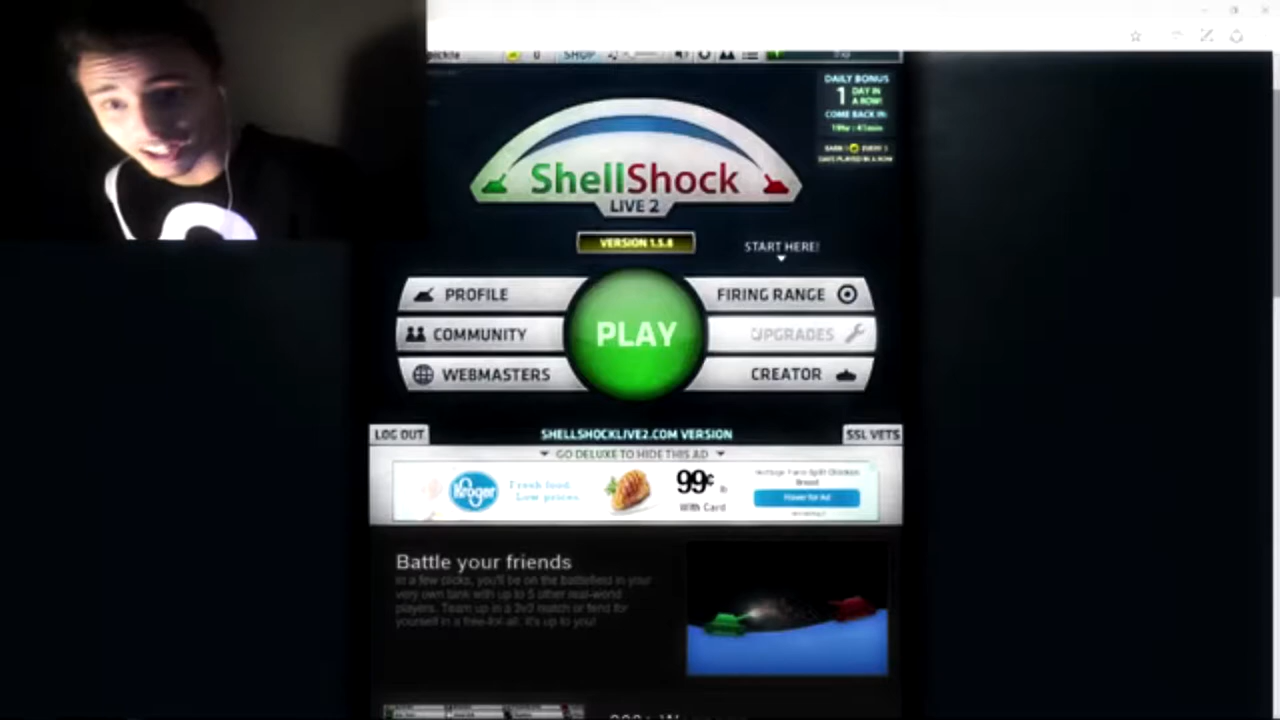 0 SHOP
DAILY BONUS
1 DAY IN A ROW!
COME BACK IN:
ShellShock
LIVE 2
VERSION 1.5.8
START HERE!
PROFILE
FIRING RANGE
COMMUNITY
PLAY
UPGRADES
WEBMASTERS
CREATOR
LOG OUT
SHELLSHOCKLIVE2.COM VERSION
SSL VETS
GO DELUXE TO HIDE THIS AD
Kroger
Fresh food.
Low prices.
99¢ lb
With Card
Battle your friends
In a few clicks, you'll be on the battlefield in your
very own tank with up to 5 other real-world
players. Team up in a 3v3 match or fend for
yourself in a free-for-all. It's up to you!